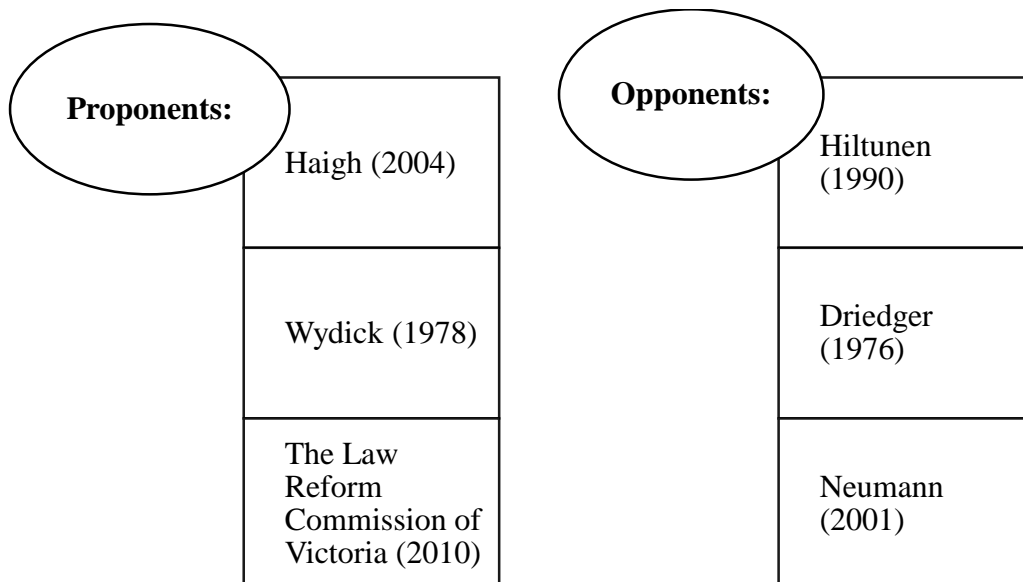 Proponents:
Haigh (2004)
Wydick (1978)
The Law
Reform
Commission of
Victoria (2010)
Opponents:
Hiltunen
(1990)
Driedger
(1976)
Neumann
(2001)